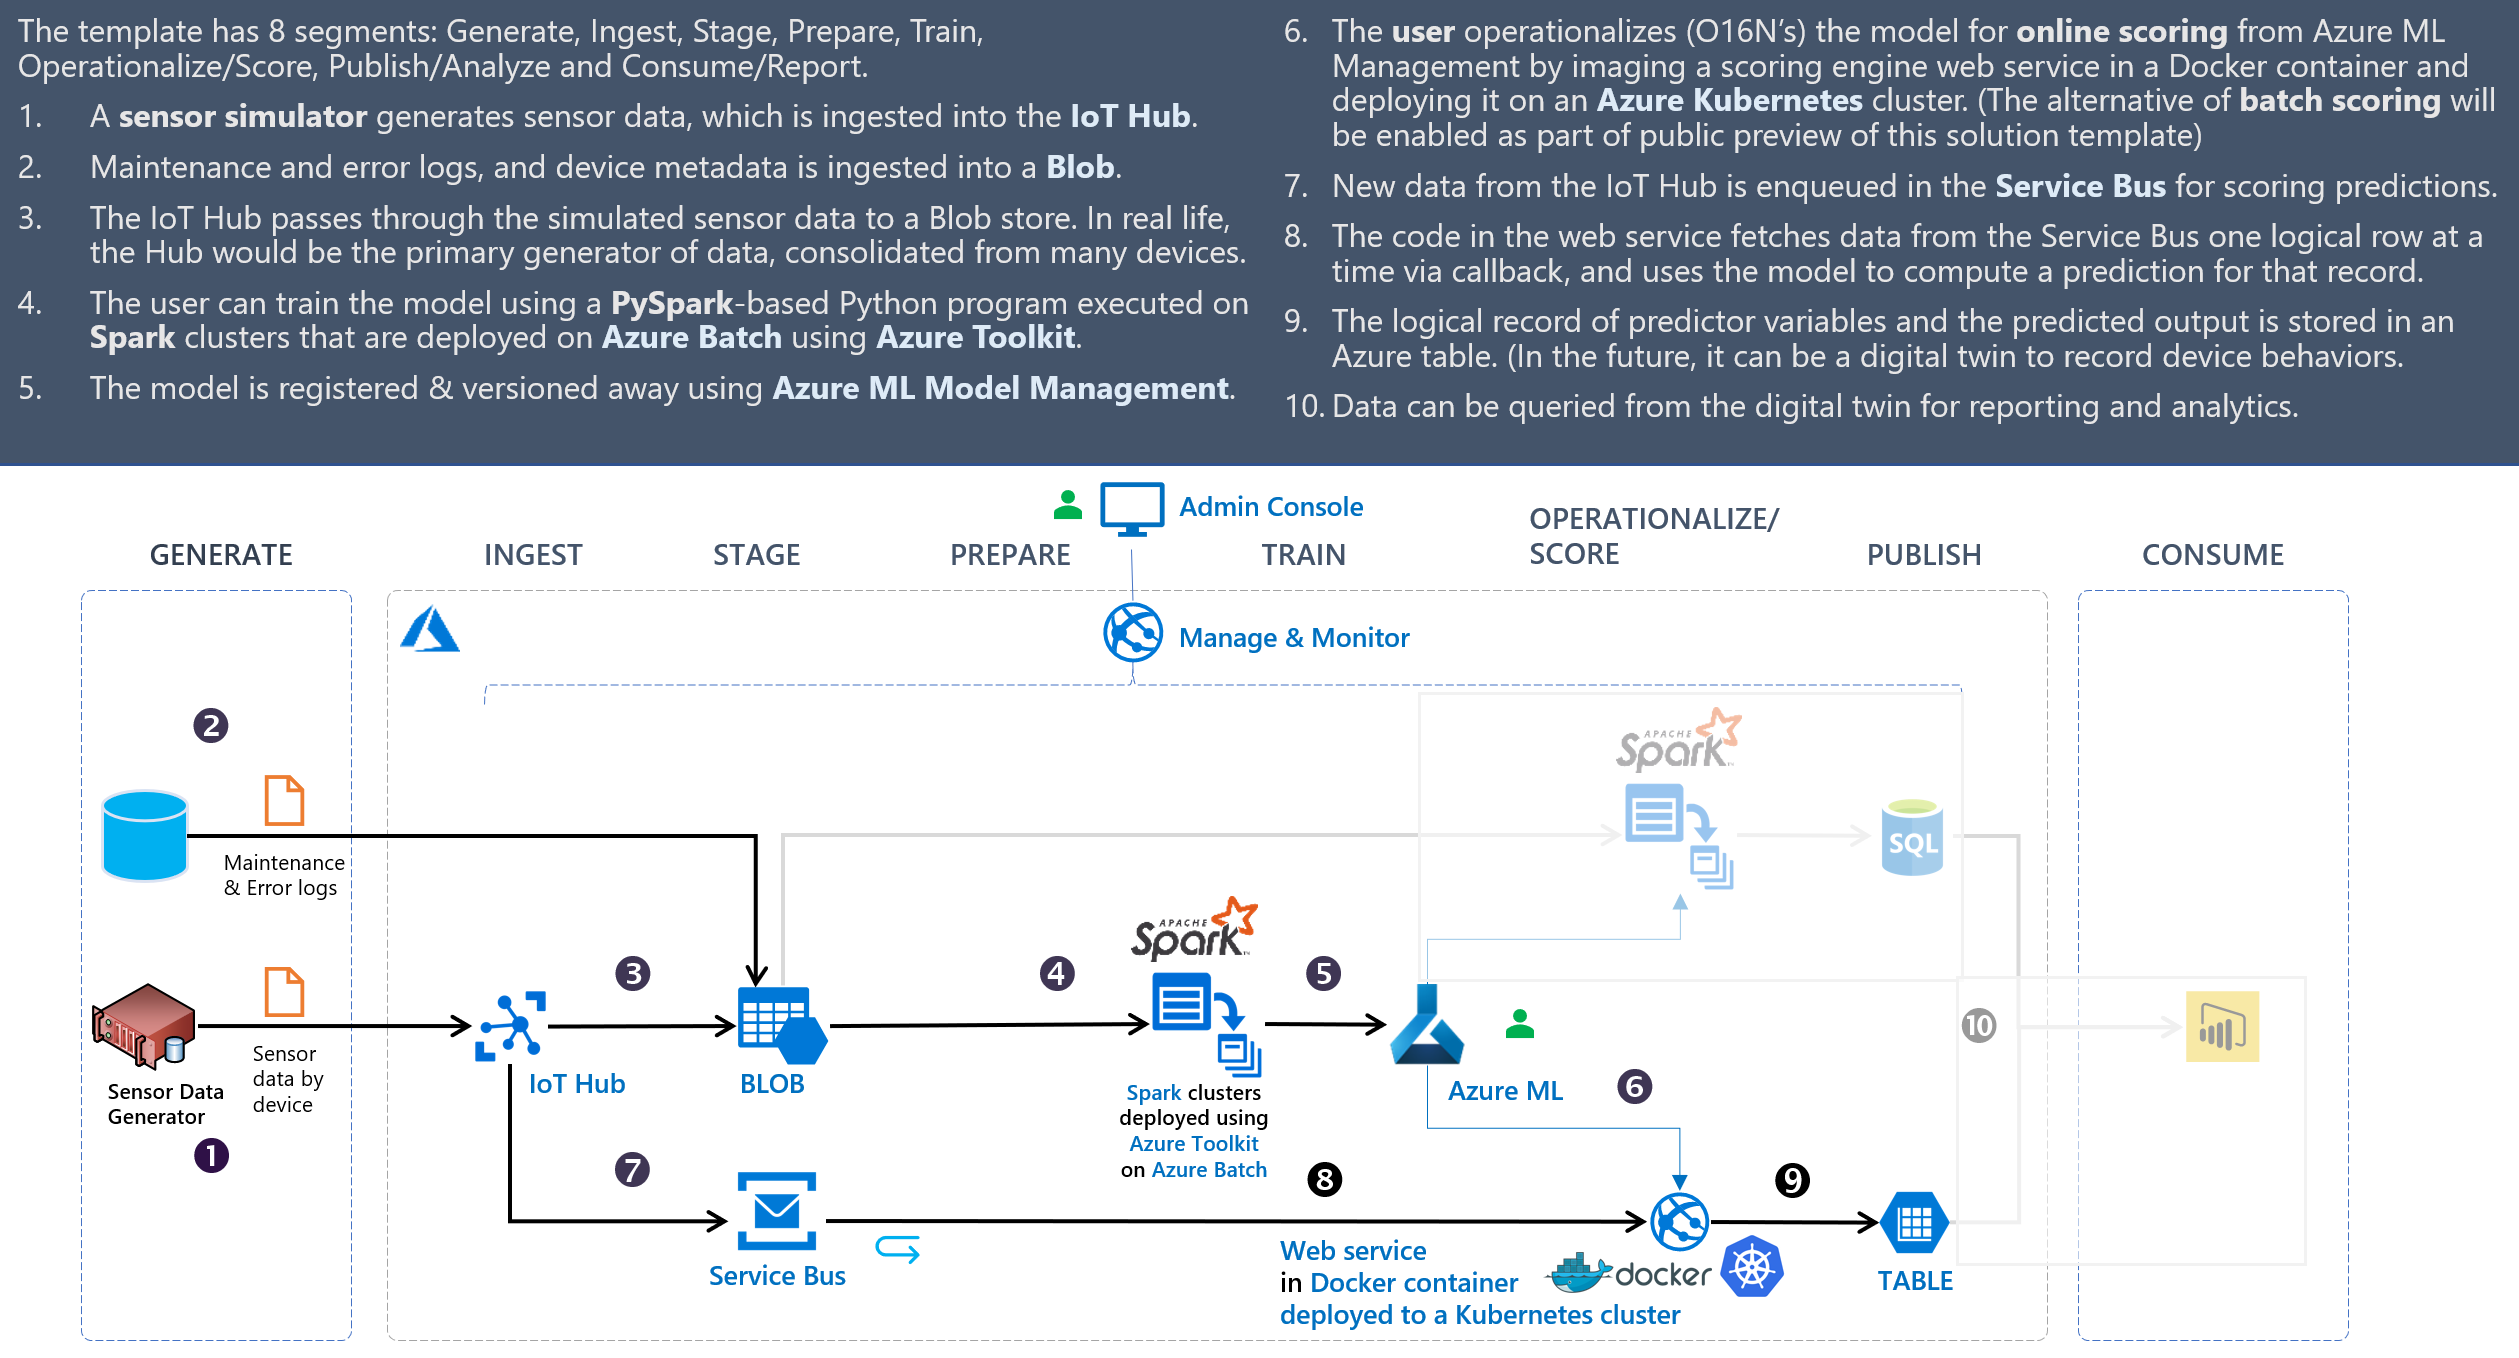 The template has 8 segments: Generate, Ingest, Stage, Prepare, Train,
Operationalize/Score, Publish/Analyze and Consume/Report.
1. A sensor simulator generates sensor data, which is ingested into the IoT Hub.
2. Maintenance and error logs, and device metadata is ingested into a Blob.
3. The IoT Hub passes through the simulated sensor data to a Blob store. In real life,
the Hub would be the primary generator of data, consolidated from many devices.
4. The user can train the model using a PySpark-based Python program executed on
Spark clusters that are deployed on Azure Batch using Azure Toolkit.
5. The model is registered & versioned away using Azure ML Model Management.
6. The user operationalizes (O16N's) the model for online scoring from Azure ML
Management by imaging a scoring engine web service in a Docker container and
deploying it on an Azure Kubernetes cluster. (The alternative of batch scoring will
be enabled as part of public preview of this solution template)
7. New data from the IoT Hub is enqueued in the Service Bus for scoring predictions.
8. The code in the web service fetches data from the Service Bus one logical row at a
time via callback, and uses the model to compute a prediction for that record.
9. The logical record of predictor variables and the predicted output is stored in an
Azure table. (In the future, it can be a digital twin to record device behaviors.
10. Data can be queried from the digital twin for reporting and analytics.
Admin Console
GENERATE
INGEST
STAGE
PREPARE
TRAIN
OPERATIONALIZE/
SCORE
PUBLISH
CONSUME
Manage & Monitor
2
Maintenance
& Error logs
APACHE
Spark
SQL
Sensor Data
Generator
1
Sensor
data by
device
IoT Hub
3
BLOB
4
APACHE
Spark
Spark clusters
deployed using
Azure Toolkit
on Azure Batch
5
Azure ML
6
10
7
Service Bus
8
Web service
in Docker container
deployed to a Kubernetes cluster
docker
9
TABLE